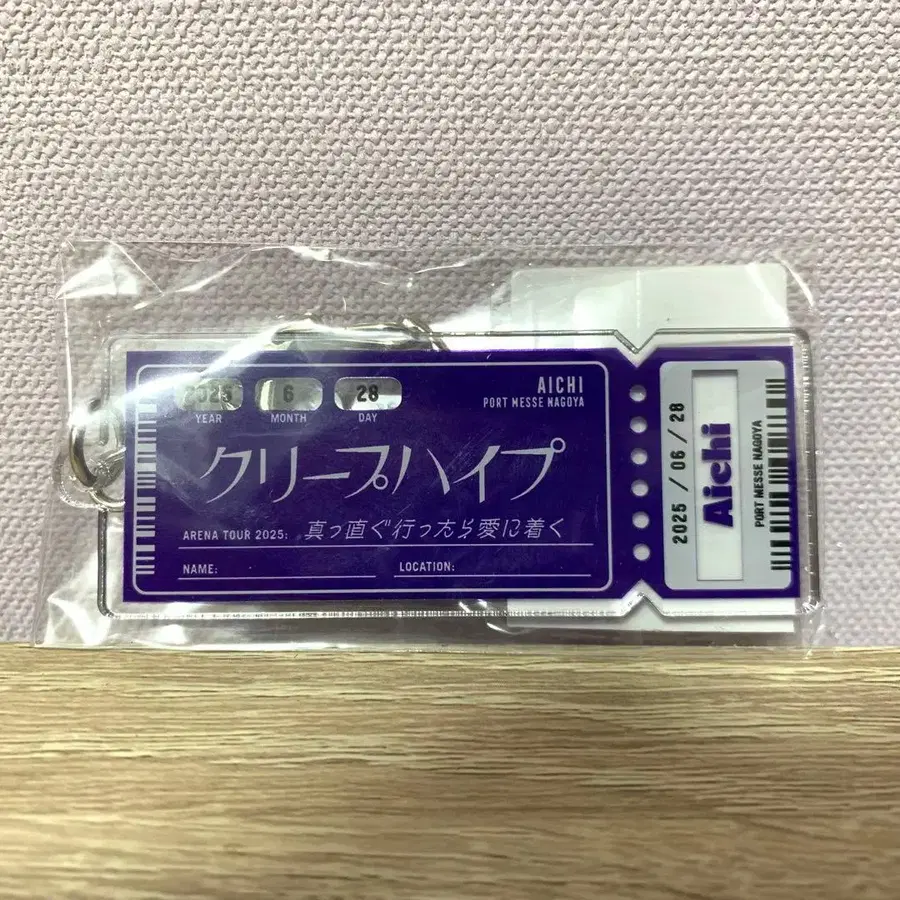 2025 6 28
YEAR MONTH DAY
AICHI
PORT MESSE NAGOYA
クリープハイプ
ARENA TOUR 2025: 真っ直ぐ行ったら愛に着く
NAME: LOCATION:
2025 / 06 / 28
Aichi
PORT MESSE NAGOYA